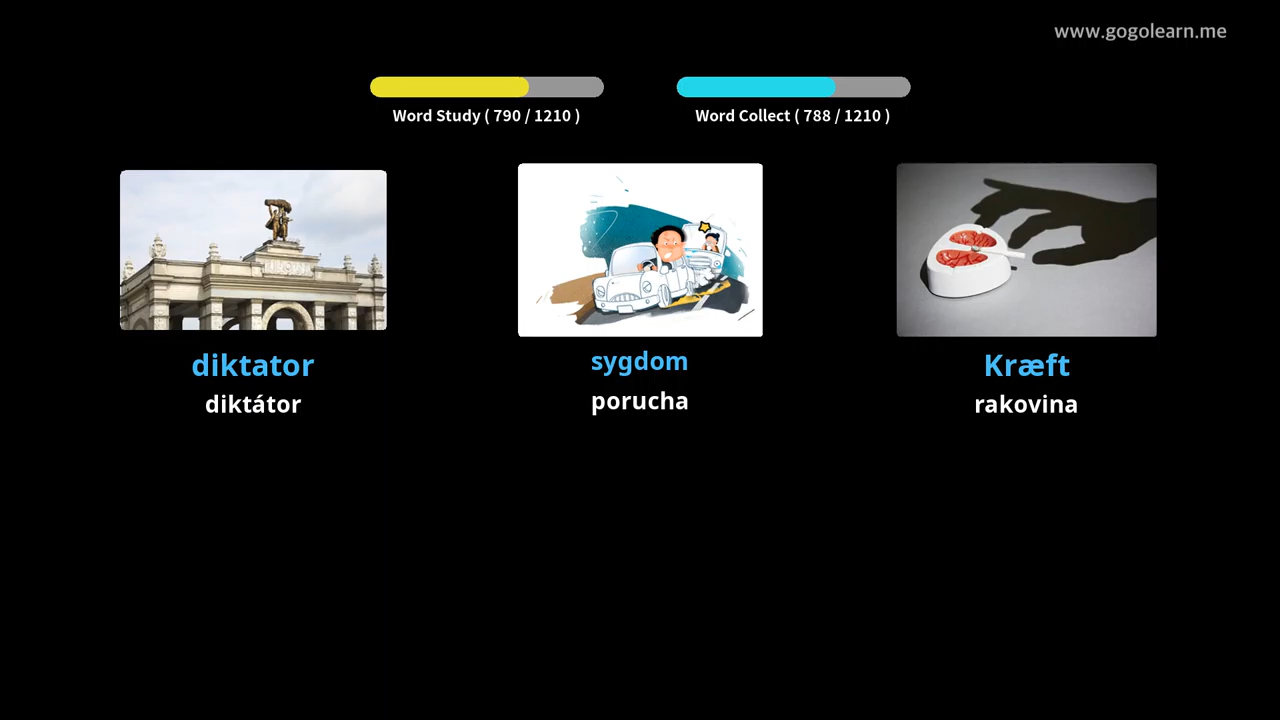 www.gogolearn.me
Word Study ( 790 / 1210 )
Word Collect ( 788 / 1210 )
diktator
diktátor
sygdom
porucha
Kræft
rakovina